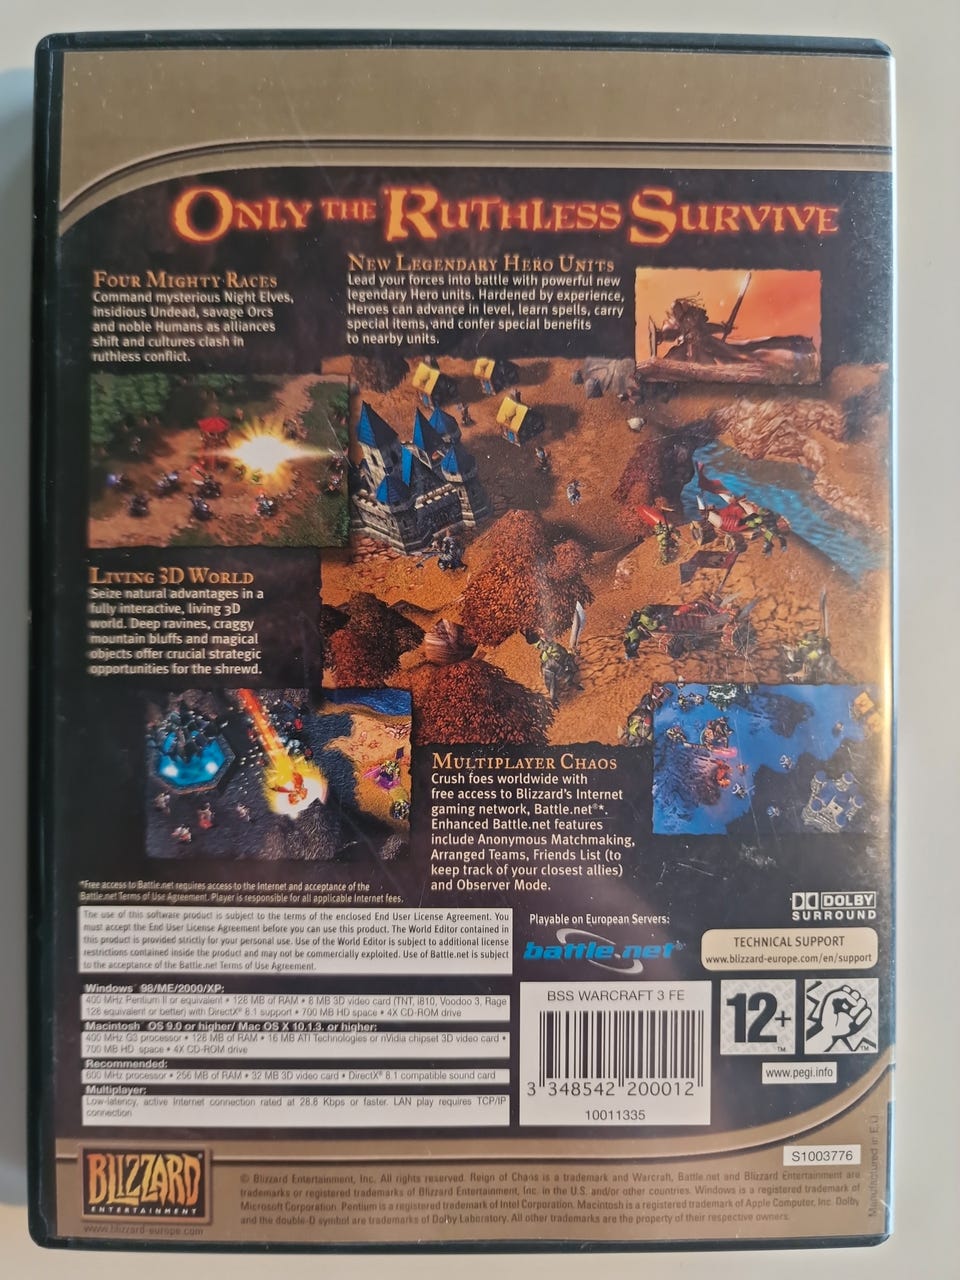 ONLY THE RUTHLESS SURVIVE
FOUR MIGHTY RACES
Command mysterious Night Elves,
insidious Undead, savage Orcs
and noble Humans as alliances
shift and cultures clash in
ruthless conflict.
NEW LEGENDARY HERO UNITS
Lead your forces into battle with powerful new
legendary Hero units. Hardened by experience,
Heroes can advance in level, learn spells, carry
special items, and confer special benefits
to nearby units.
LIVING 3D WORLD
Seize natural advantages in a
fully interactive, living 3D
world. Deep ravines, craggy
mountain bluffs and magical
objects offer crucial strategic
opportunities for the shrewd.
MULTIPLAYER CHAOS
Crush foes worldwide with
free access to Blizzard's Internet
gaming network, Battle.net®*.
Enhanced Battle.net features
include Anonymous Matchmaking,
Arranged Teams, Friends List (to
keep track of your closest allies)
and Observer Mode.
*Free access to Battle.net requires access to the Internet and acceptance of the
Battle.net Terms of Use Agreement. Player is responsible for all applicable Internet fees.
The use of this software product is subject to the terms of the enclosed End User License Agreement. You
must accept the End User License Agreement before you can use this product. The World Editor contained in
this product is provided strictly for your personal use. Use of the World Editor is subject to additional license
restrictions contained inside the product and may not be commercially exploited. Use of Battle.net is subject
to the acceptance of the Battle.net Terms of Use Agreement.
Playable on European Servers:
battle.net®
DOLBY
SURROUND
TECHNICAL SUPPORT
www.blizzard-europe.com/en/support
Windows® 98/ME/2000/XP:
400 MHz Pentium II or equivalent • 128 MB of RAM • 8 MB 3D video card (TNT, i810, Voodoo 3, Rage
128 equivalent or better) with DirectX® 8.1 support • 700 MB HD space • 4X CD-ROM drive
Macintosh® OS 9.0 or higher/ Mac OS X 10.1.3. or higher:
400 MHz G3 processor • 128 MB of RAM • 16 MB ATI Technologies or nVidia chipset 3D video card •
700 MB HD space • 4X CD-ROM drive
Recommended:
600 MHz processor • 256 MB of RAM • 32 MB 3D video card • DirectX® 8.1 compatible sound card
Multiplayer:
Low-latency, active Internet connection rated at 28.8 Kbps or faster. LAN play requires TCP/IP
connection
BSS WARCRAFT 3 FE
3 348542 200012
10011335
12+
™
™
www.pegi.info
S1003776
Manufactured in E.U.
BLIZZARD
ENTERTAINMENT
www.blizzard-europe.com
© Blizzard Entertainment, Inc. All rights reserved. Reign of Chaos is a trademark and Warcraft, Battle.net and Blizzard Entertainment are
trademarks or registered trademarks of Blizzard Entertainment, Inc. in the U.S. and/or other countries. Windows is a registered trademark of
Microsoft Corporation. Pentium is a registered trademark of Intel Corporation. Macintosh is a registered trademark of Apple Computer, Inc. Dolby
and the double-D symbol are trademarks of Dolby Laboratory. All other trademarks are the property of their respective owners.